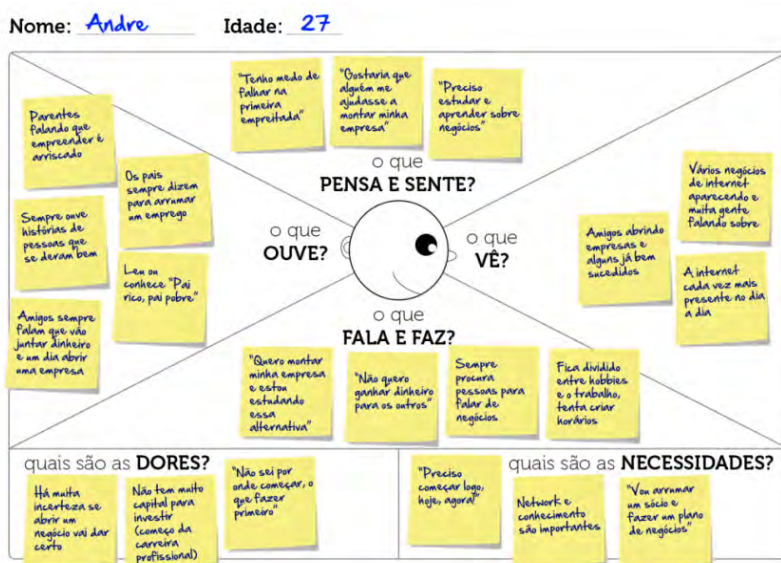 Nome: Andre Idade: 27
"Tenho medo de
falhar na
primeira
empreitada"
"Gostaria que
alguém me
ajudasse a
montar minha
empresa"
"Preciso
estudar e
aprender sobre
negócios"
o que
PENSA E SENTE?
Parentes
falando que
empreender é
arriscado
Os pais
sempre dizem
para arrumar
um emprego
Sempre ouve
histórias de
pessoas que
se deram bem
Leu ou
conhece "Pai
rico, pai pobre"
Amigos sempre
falam que vão
juntar dinheiro
e um dia abrir
uma empresa
o que
OUVE?
o que
VÊ?
Vários negócios
de internet
aparecendo e
muita gente
falando sobre
Amigos abrindo
empresas e
alguns já bem
sucedidos
A internet
cada vez mais
presente no dia
a dia
o que
FALA E FAZ?
"Quero montar
minha empresa
e estou
estudando
essa
alternativa"
"Não quero
ganhar dinheiro
para os outros"
Sempre
procura
pessoas para
falar de
negócios
Fica dividido
entre hobbies
e o trabalho,
tenta criar
horários
quais são as DORES?
Há muita
incerteza se
abrir um
negócio vai dar
certo
Não tem muito
capital para
investir
(começo da
carreira
profissional)
"Não sei por
onde começar, o
que fazer
primeiro"
quais são as NECESSIDADES?
"Preciso
começar logo,
hoje, agora!"
Network e
conhecimento
são importantes
"Vou arrumar
um sócio e
fazer um plano
de negócios"